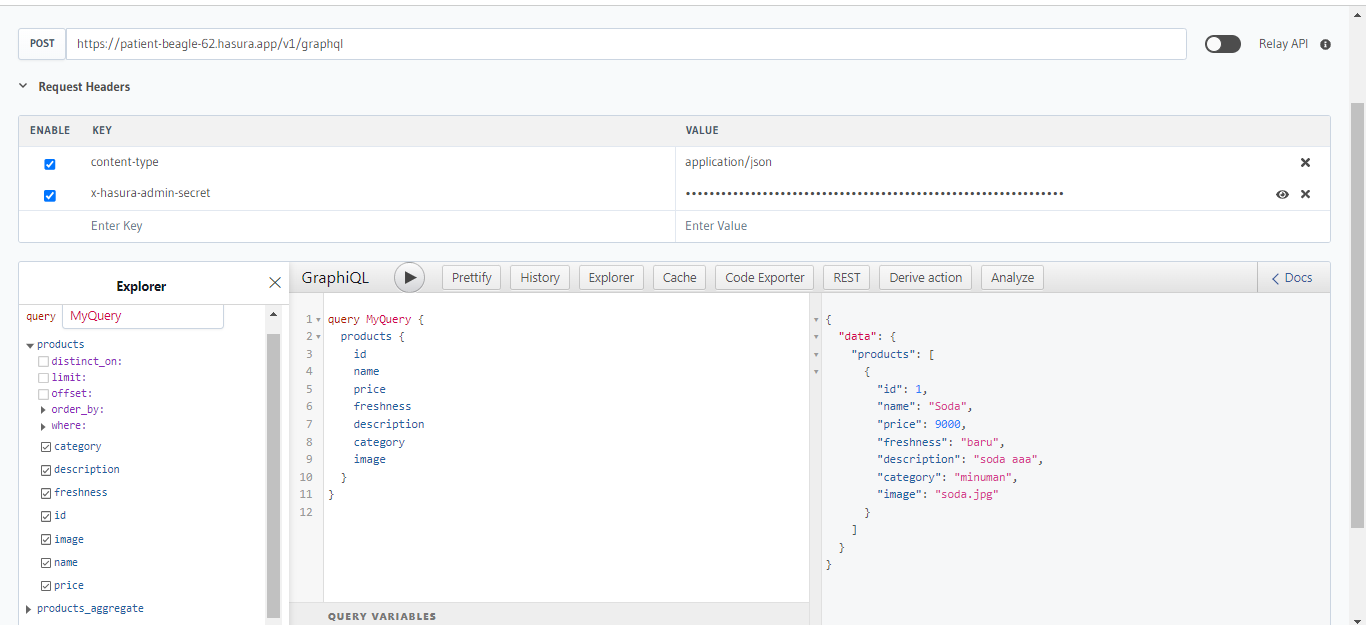 POST https://patient-beagle-62.hasura.app/v1/graphql Relay API
Request Headers
ENABLE KEY VALUE
content-type application/json
x-hasura-admin-secret ••••••••••••••••••••••••••••••••••••••••••••••••••••••••••••••••
Enter Key Enter Value
Explorer
query MyQuery
products
distinct_on:
limit:
offset:
order_by:
where:
category
description
freshness
id
image
name
price
products_aggregate
GraphiQL Prettify History Explorer Cache Code Exporter REST Derive action Analyze Docs
1 query MyQuery {
2 products {
3 id
4 name
5 price
6 freshness
7 description
8 category
9 image
10 }
11 }
12
QUERY VARIABLES
{
"data": {
"products": [
{
"id": 1,
"name": "Soda",
"price": 9000,
"freshness": "baru",
"description": "soda aaa",
"category": "minuman",
"image": "soda.jpg"
}
]
}
}